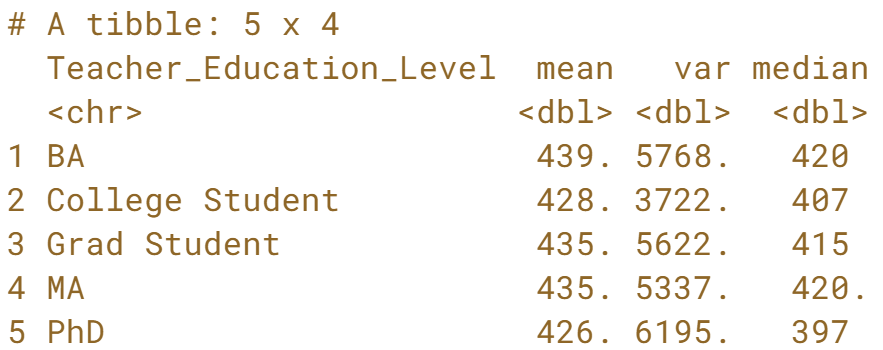 # A tibble: 5 x 4
  Teacher_Education_Level  mean   var median
  <chr>                   <dbl> <dbl>  <dbl>
1 BA                       439. 5768.   420
2 College Student          428. 3722.   407
3 Grad Student             435. 5622.   415
4 MA                       435. 5337.   420.
5 PhD                      426. 6195.   397